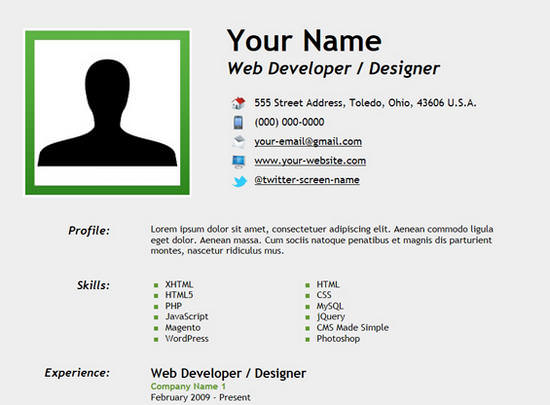 Your Name
Web Developer / Designer
555 Street Address, Toledo, Ohio, 43606 U.S.A.
(000) 000-0000
your-email@gmail.com
www.your-website.com
@twitter-screen-name
Profile:
Lorem ipsum dolor sit amet, consectetuer adipiscing elit. Aenean commodo ligula
eget dolor. Aenean massa. Cum sociis natoque penatibus et magnis dis parturient
montes, nascetur ridiculus mus.
Skills:
XHTML
HTML5
PHP
JavaScript
Magento
WordPress
HTML
CSS
MySQL
jQuery
CMS Made Simple
Photoshop
Experience:
Web Developer / Designer
Company Name 1
February 2009 - Present